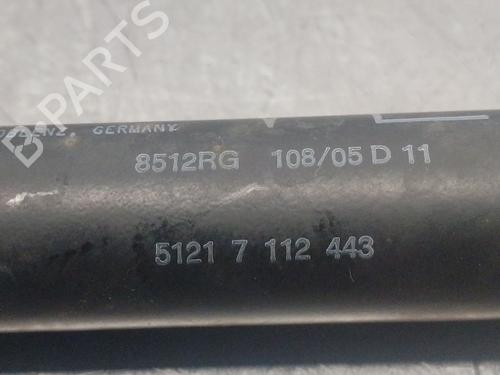 B PARTS
GERMANY
8512RG 108/05 D 11
5121 7 112 443